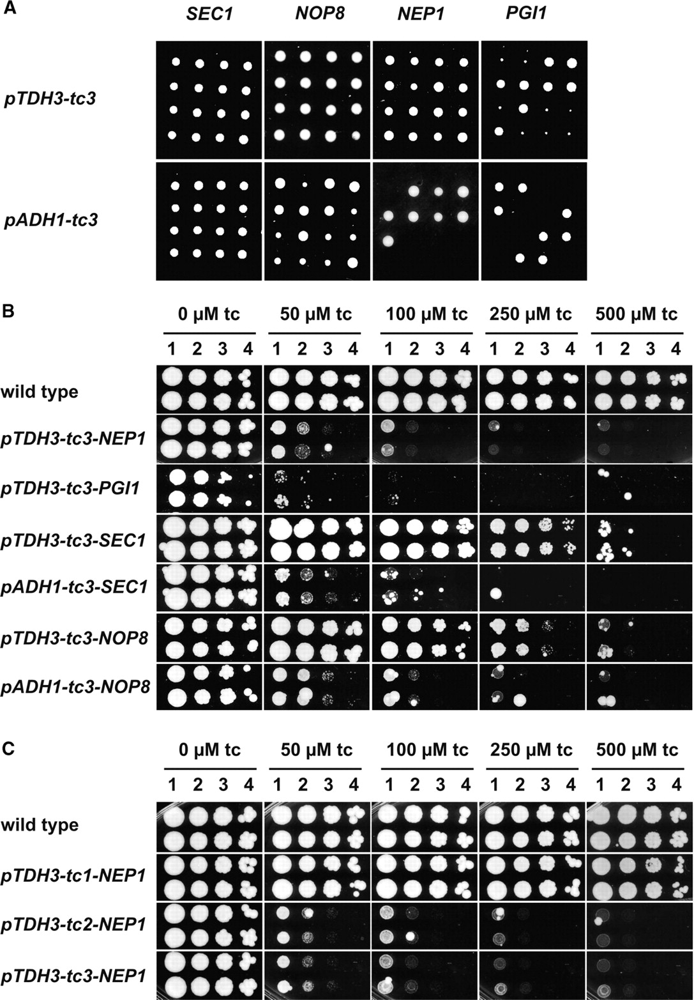 A
SEC1 NOP8 NEP1 PGI1
pTDH3-tc3
pADH1-tc3
B
0 µM tc 50 µM tc 100 µM tc 250 µM tc 500 µM tc
1 2 3 4 1 2 3 4 1 2 3 4 1 2 3 4 1 2 3 4
wild type
pTDH3-tc3-NEP1
pTDH3-tc3-PGI1
pTDH3-tc3-SEC1
pADH1-tc3-SEC1
pTDH3-tc3-NOP8
pADH1-tc3-NOP8
C
0 µM tc 50 µM tc 100 µM tc 250 µM tc 500 µM tc
1 2 3 4 1 2 3 4 1 2 3 4 1 2 3 4 1 2 3 4
wild type
pTDH3-tc1-NEP1
pTDH3-tc2-NEP1
pTDH3-tc3-NEP1